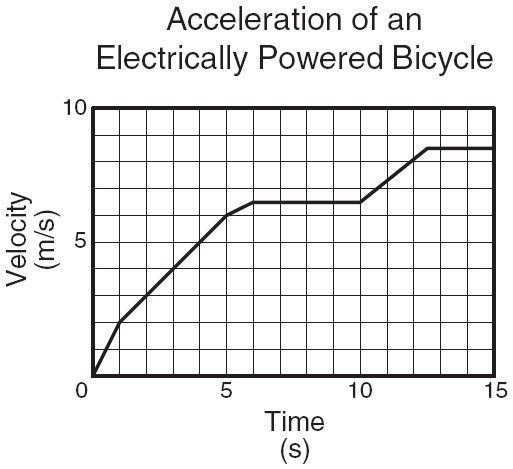 Acceleration of an
Electrically Powered Bicycle
10
5
Velocity
(m/s)
0
5
10
15
Time
(s)